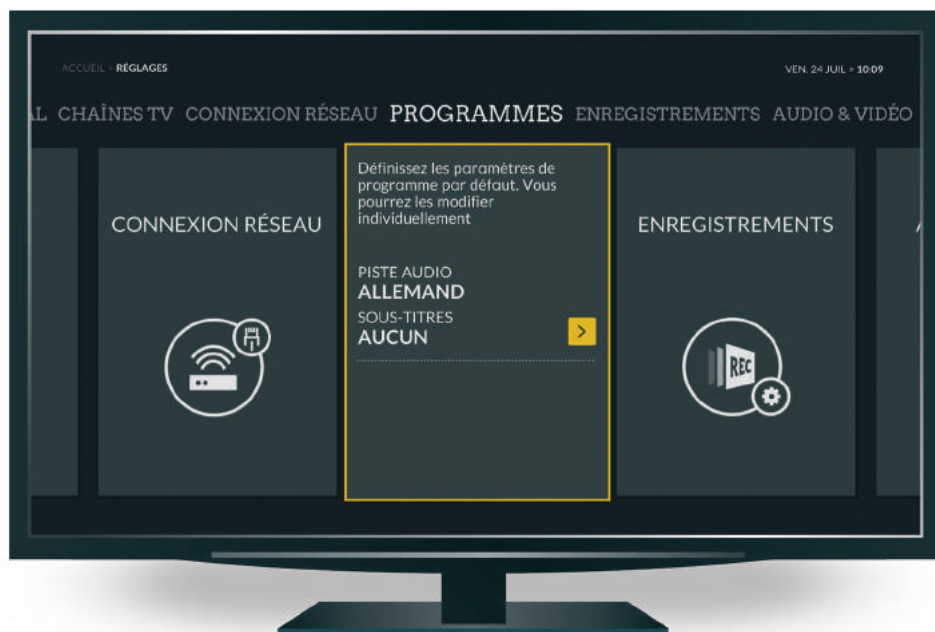 ACCUEIL > RÉGLAGES
VEN. 24 JUIL > 10:09
AL CHAÎNES TV CONNEXION RÉSEAU PROGRAMMES ENREGISTREMENTS AUDIO & VIDÉO
CONNEXION RÉSEAU
Définissez les paramètres de
programme par défaut. Vous
pourrez les modifier
individuellement
PISTE AUDIO
ALLEMAND
SOUS-TITRES
AUCUN
>
ENREGISTREMENTS
REC